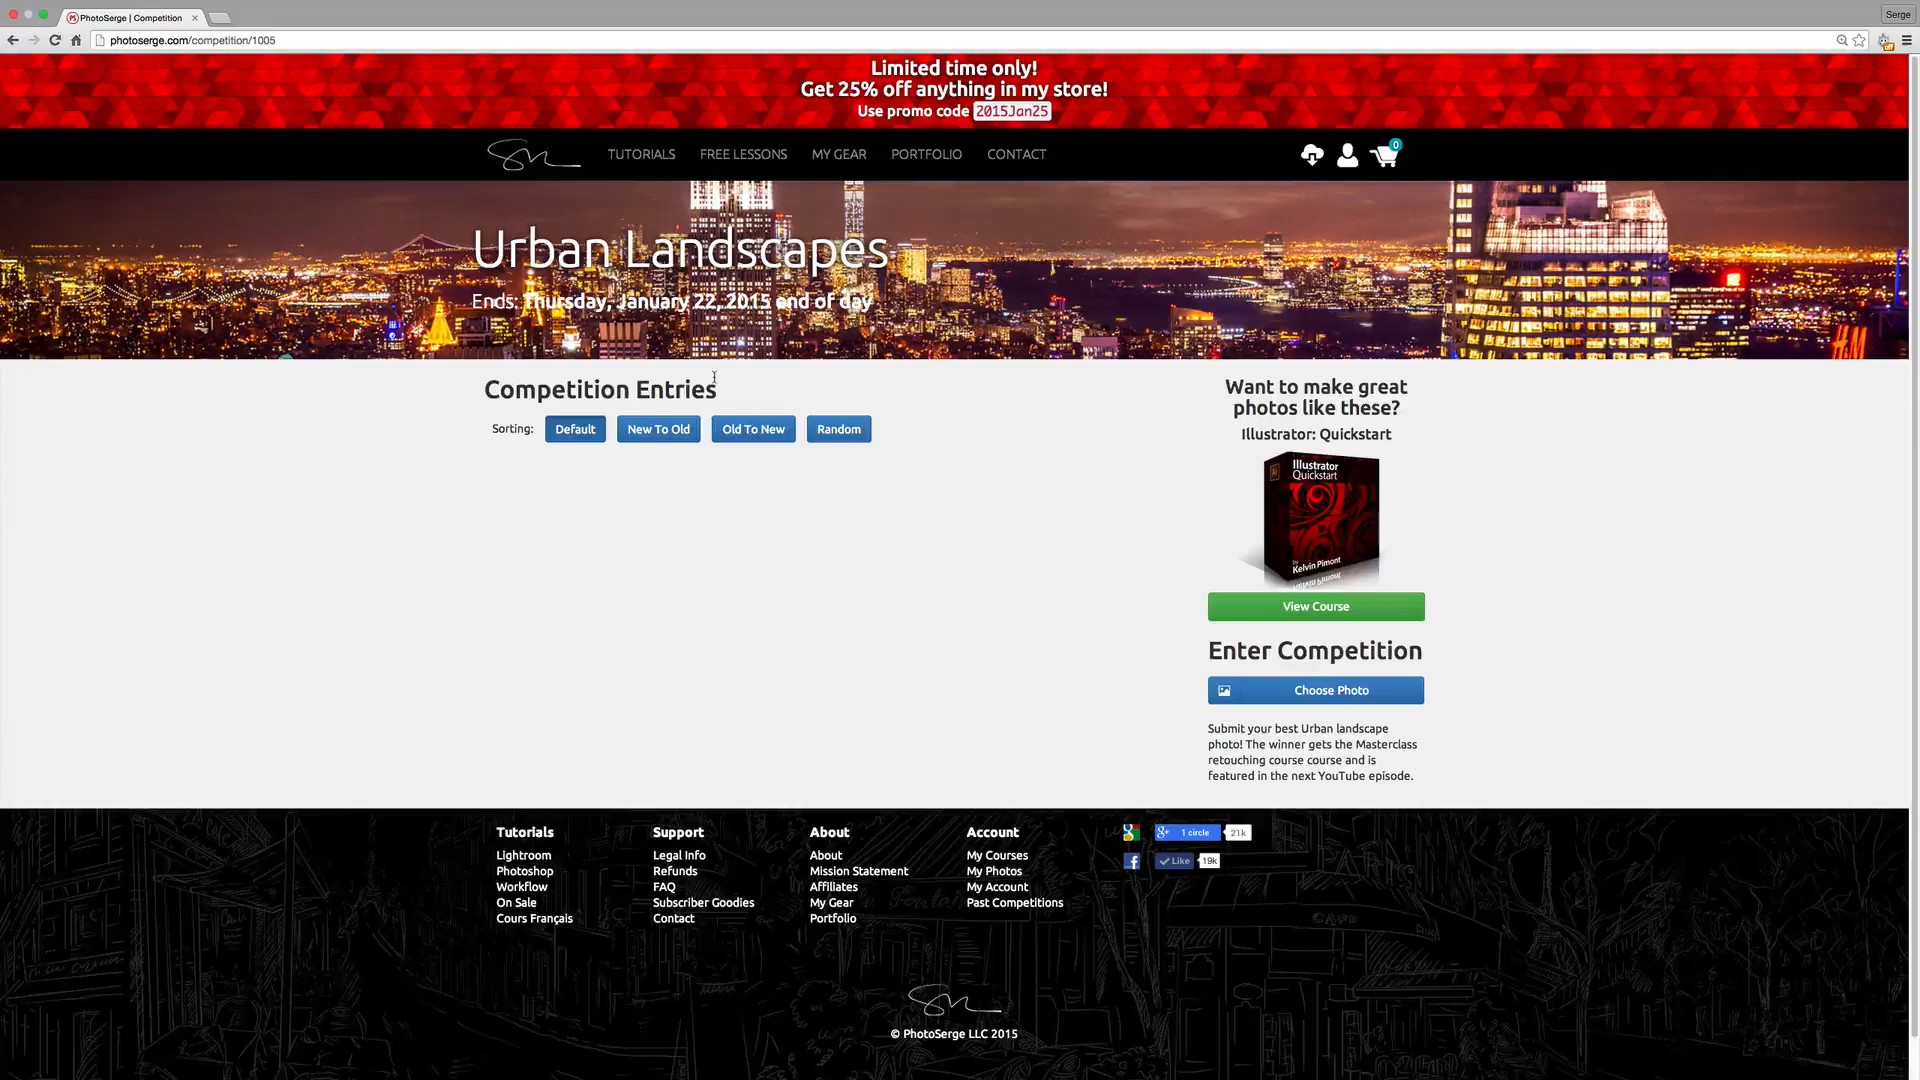 PhotoSerge | Competition
Serge
photoserge.com/competition/1005
Limited time only!
Get 25% off anything in my store!
Use promo code 2015Jan25
TUTORIALS
FREE LESSONS
MY GEAR
PORTFOLIO
CONTACT
0
Urban Landscapes
Ends: Thursday, January 22, 2015 end of day
Competition Entries
Sorting:
Default
New To Old
Old To New
Random
Want to make great
photos like these?
Illustrator: Quickstart
Illustrator
Quickstart
by
Kelvin Pimont
View Course
Enter Competition
Choose Photo
Submit your best Urban landscape
photo! The winner gets the Masterclass
retouching course course and is
featured in the next YouTube episode.
Tutorials
Lightroom
Photoshop
Workflow
On Sale
Cours Français
Support
Legal Info
Refunds
FAQ
Subscriber Goodies
Contact
About
About
Mission Statement
Affiliates
My Gear
Portfolio
Account
My Courses
My Photos
My Account
Past Competitions
1 circle
21k
Like
19k
CAFE
© PhotoSerge LLC 2015